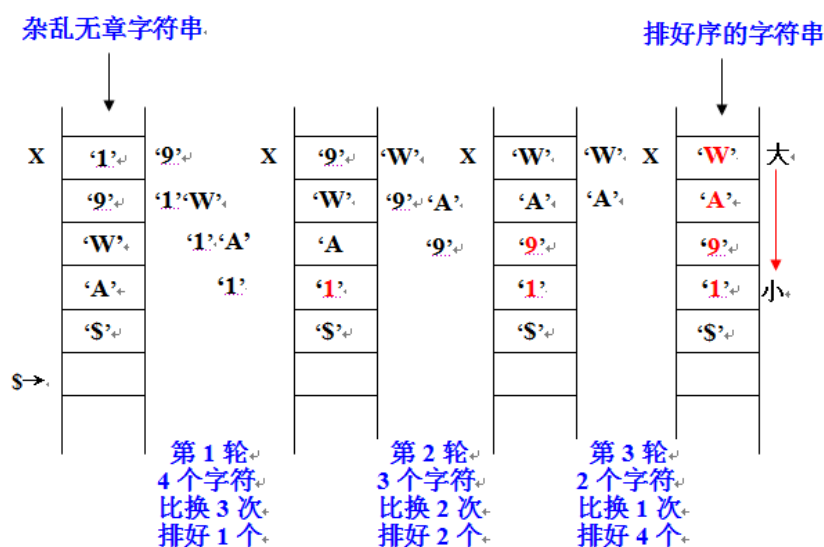 杂乱无章字符串
排好序的字符串
X ‘1’ ‘9’ X ‘9’ ‘W’ X ‘W’ ‘W’ X ‘W’ 大
‘9’ ‘1’‘W’ ‘W’ ‘9’‘A’ ‘A’ ‘A’ ‘A’
‘W’ ‘1’‘A’ ‘A ‘9’ ‘9’ ‘9’
‘A’ ‘1’ ‘1’ ‘1’ ‘1’ 小
‘$’ ‘$’ ‘$’ ‘$’
$→
第 1 轮
4 个字符
比换 3 次
排好 1 个
第 2 轮
3 个字符
比换 2 次
排好 2 个
第 3 轮
2 个字符
比换 1 次
排好 4 个